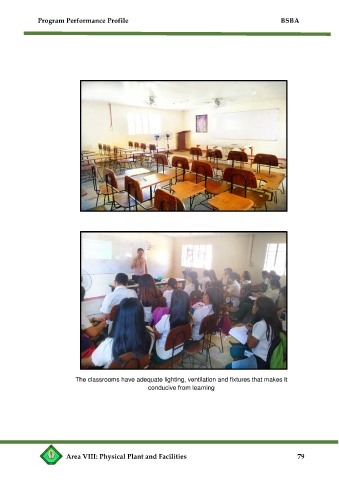 Program Performance Profile BSBA
The classrooms have adequate lighting, ventilation and fixtures that makes it
conducive from learning
Area VIII: Physical Plant and Facilities 79